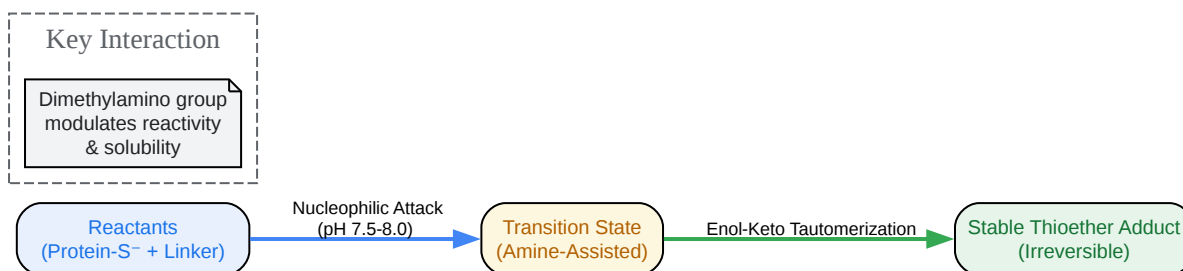 Key Interaction
Dimethylamino group
modulates reactivity
& solubility
Reactants
(Protein-S⁻ + Linker)
Nucleophilic Attack
(pH 7.5-8.0)
Transition State
(Amine-Assisted)
Enol-Keto Tautomerization
Stable Thioether Adduct
(Irreversible)